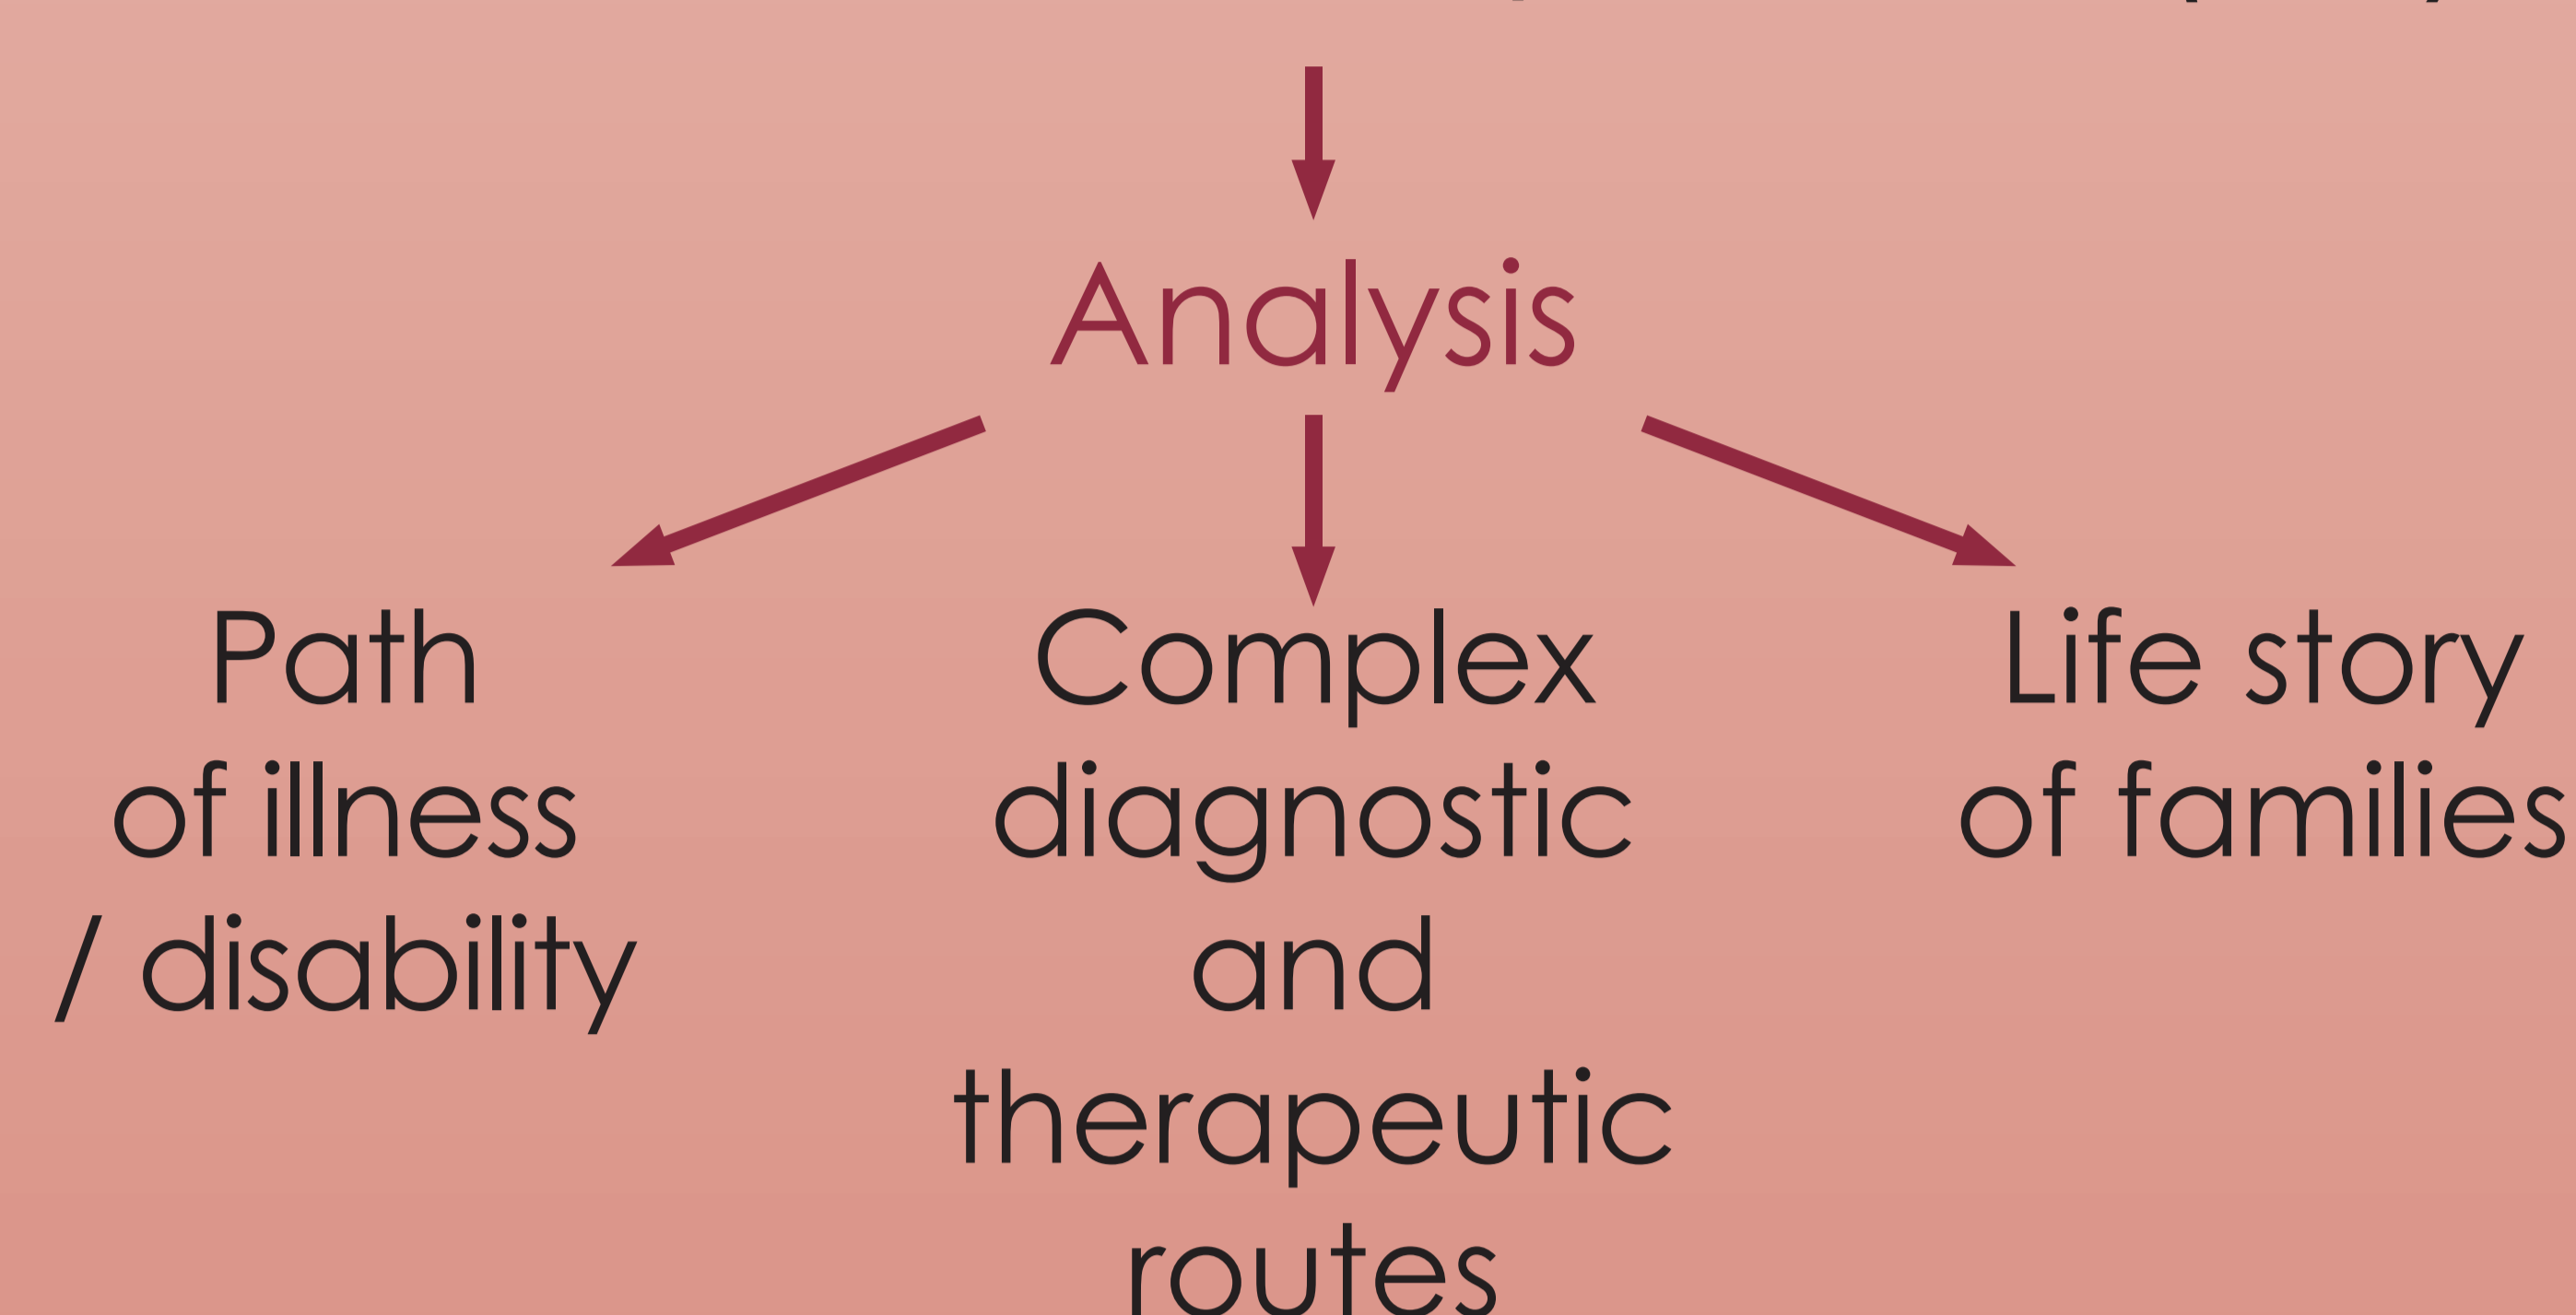 Analysis
Path
of illness
/ disability
Complex
diagnostic
and
therapeutic
routes
Life story
of families